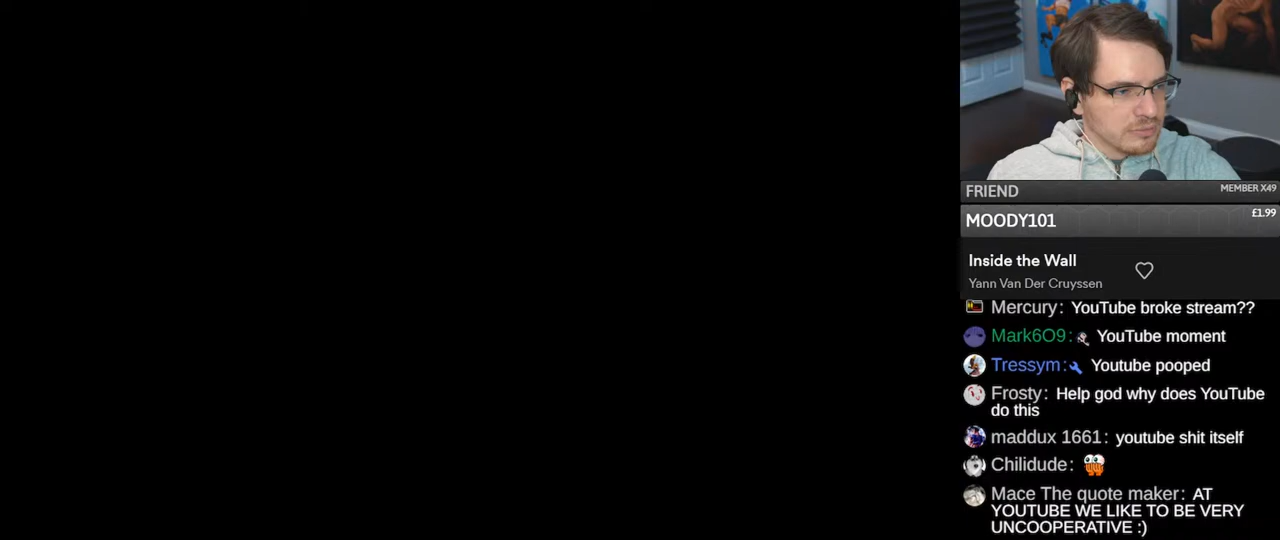 FRIEND MEMBER X49
MOODY101 £1.99
Inside the Wall
Yann Van Der Cruyssen
Mercury: YouTube broke stream??
Mark6O9: YouTube moment
Tressym: Youtube pooped
Frosty: Help god why does YouTube
do this
maddux 1661: youtube shit itself
Chilidude:
Mace The quote maker: AT
YOUTUBE WE LIKE TO BE VERY
UNCOOPERATIVE :)